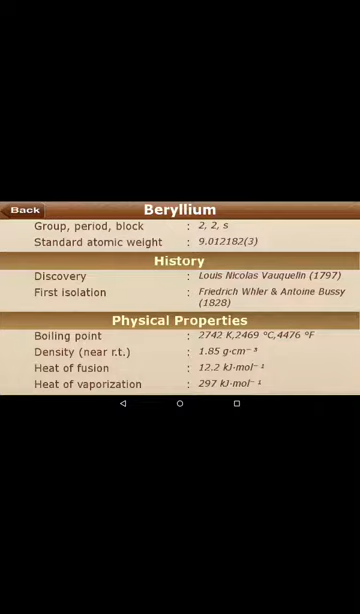 Back
Beryllium
Group, period, block : 2, 2, s
Standard atomic weight : 9.012182(3)
History
Discovery : Louis Nicolas Vauquelin (1797)
First isolation : Friedrich Whler & Antoine Bussy
(1828)
Physical Properties
Boiling point : 2742 K,2469 °C,4476 °F
Density (near r.t.) : 1.85 g·cm⁻³
Heat of fusion : 12.2 kJ·mol⁻¹
Heat of vaporization : 297 kJ·mol⁻¹